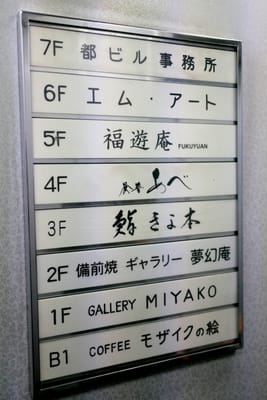 7F 都ビル事務所
6F エム・アート
5F 福遊庵 FUKUYUAN
4F あべ
3F 鮨きよ本
2F 備前焼 ギャラリー 夢幻庵
1F GALLERY MIYAKO
B1 COFFEE モザイクの絵